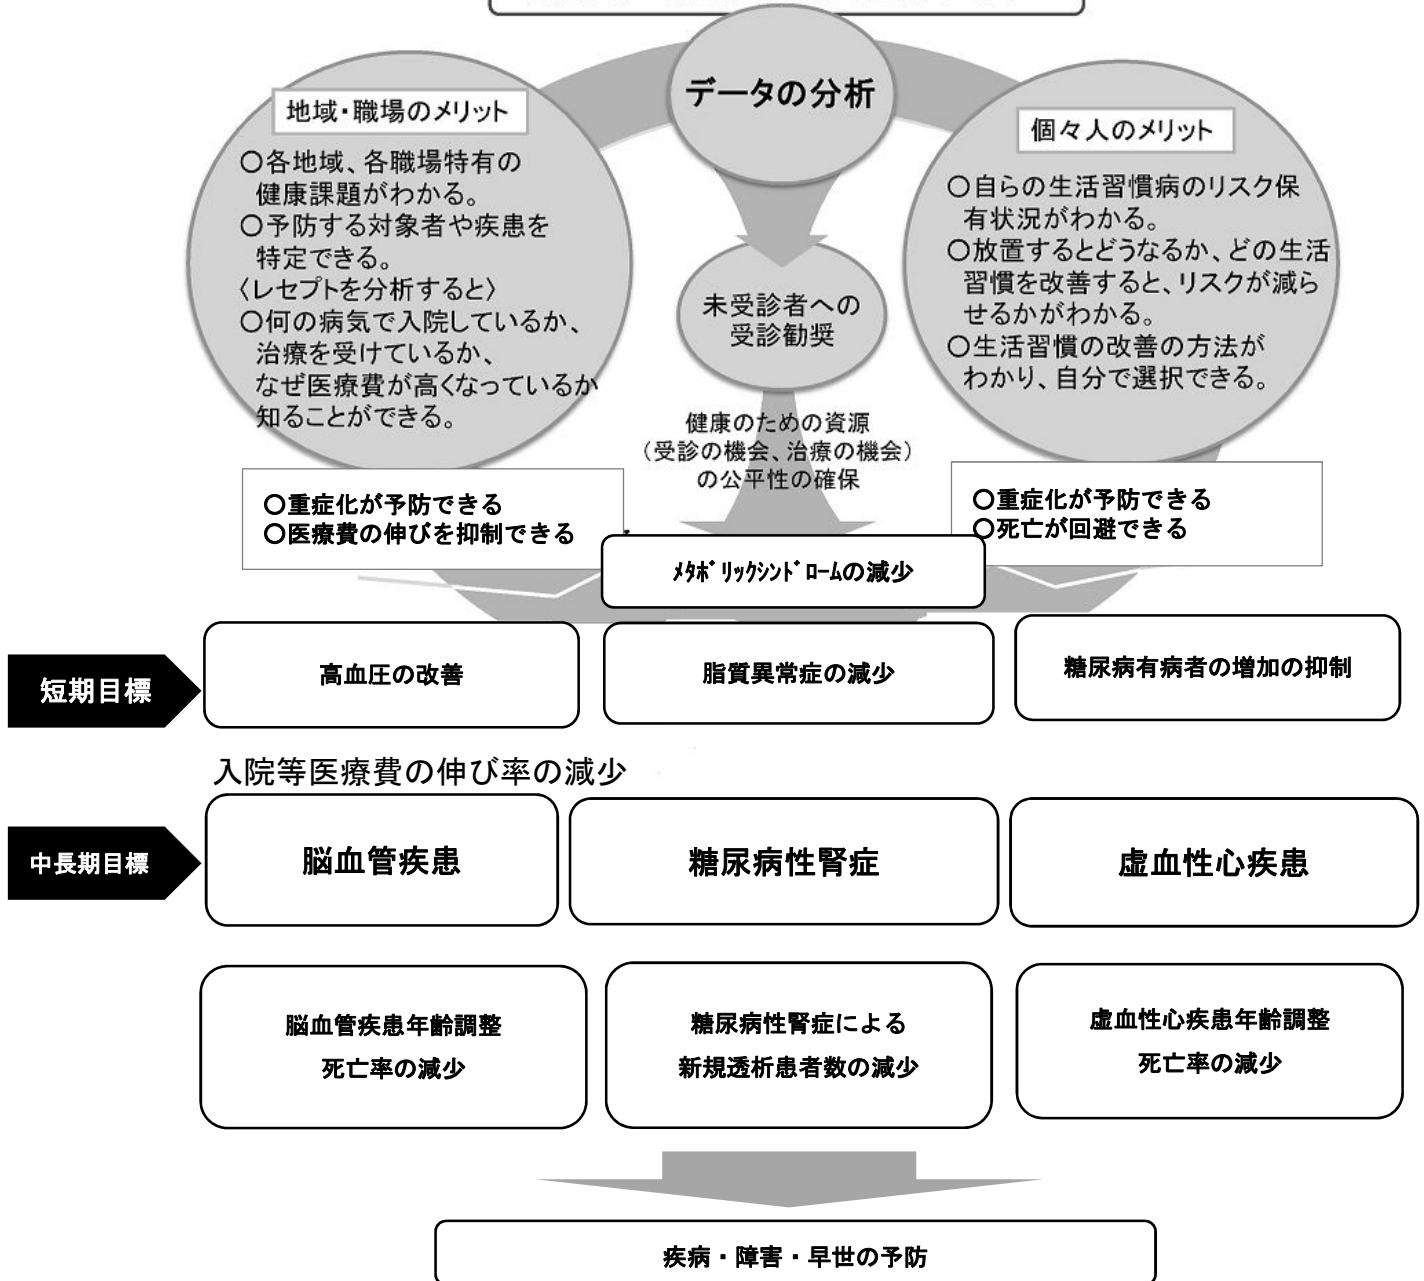 データの分析
地域・職場のメリット
○各地域、各職場特有の
健康課題がわかる。
○予防する対象者や疾患を
特定できる。
〈レセプトを分析すると〉
○何の病気で入院しているか、
治療を受けているか、
なぜ医療費が高くなっているか
知ることができる。
○重症化が予防できる
○医療費の伸びを抑制できる
未受診者への
受診勧奨
健康のための資源
（受診の機会、治療の機会）
の公平性の確保
個々人のメリット
○自らの生活習慣病のリスク保
有状況がわかる。
○放置するとどうなるか、どの生活
習慣を改善すると、リスクが減ら
せるかがわかる。
○生活習慣の改善の方法が
わかり、自分で選択できる。
○重症化が予防できる
○死亡が回避できる
ﾒﾀﾎﾞﾘｯｸｼﾝﾄﾞﾛｰﾑの減少
短期目標
高血圧の改善
脂質異常症の減少
糖尿病有病者の増加の抑制
入院等医療費の伸び率の減少
中長期目標
脳血管疾患
糖尿病性腎症
虚血性心疾患
脳血管疾患年齢調整
死亡率の減少
糖尿病性腎症による
新規透析患者数の減少
虚血性心疾患年齢調整
死亡率の減少
疾病・障害・早世の予防